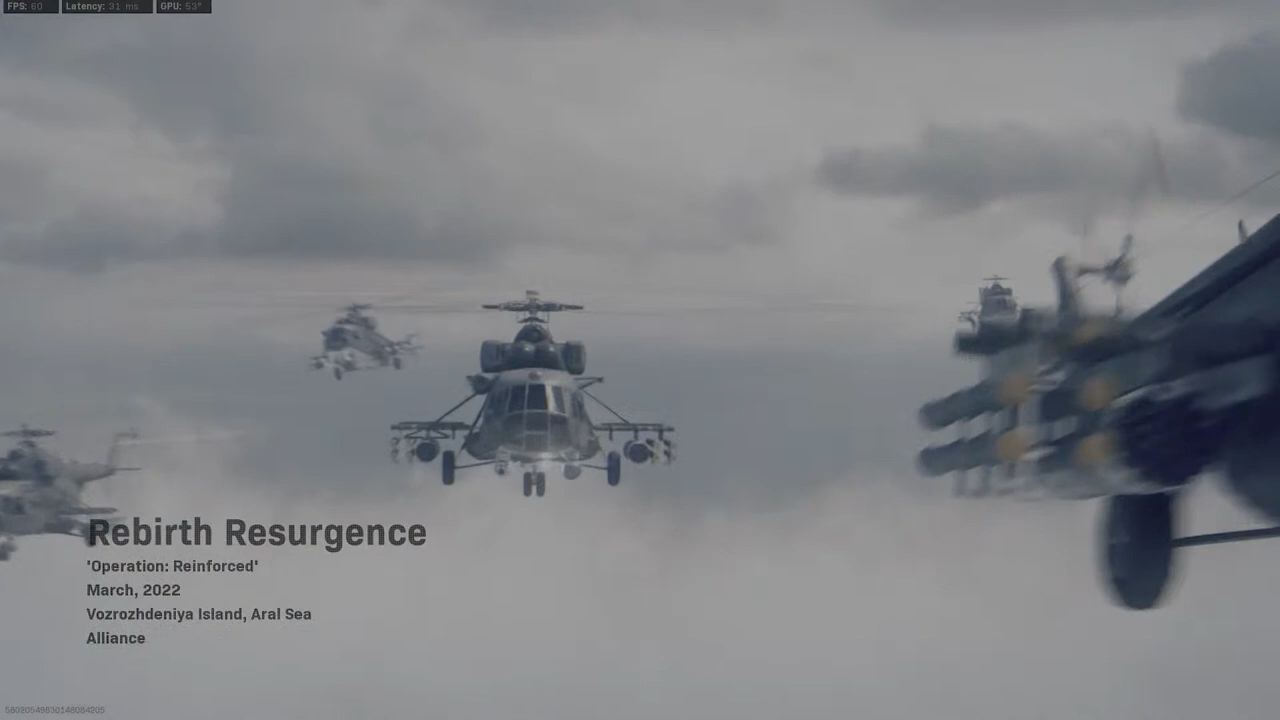 FPS: 60 Latency: 31 ms GPU: 53°
Rebirth Resurgence
'Operation: Reinforced'
March, 2022
Vozrozhdeniya Island, Aral Sea
Alliance